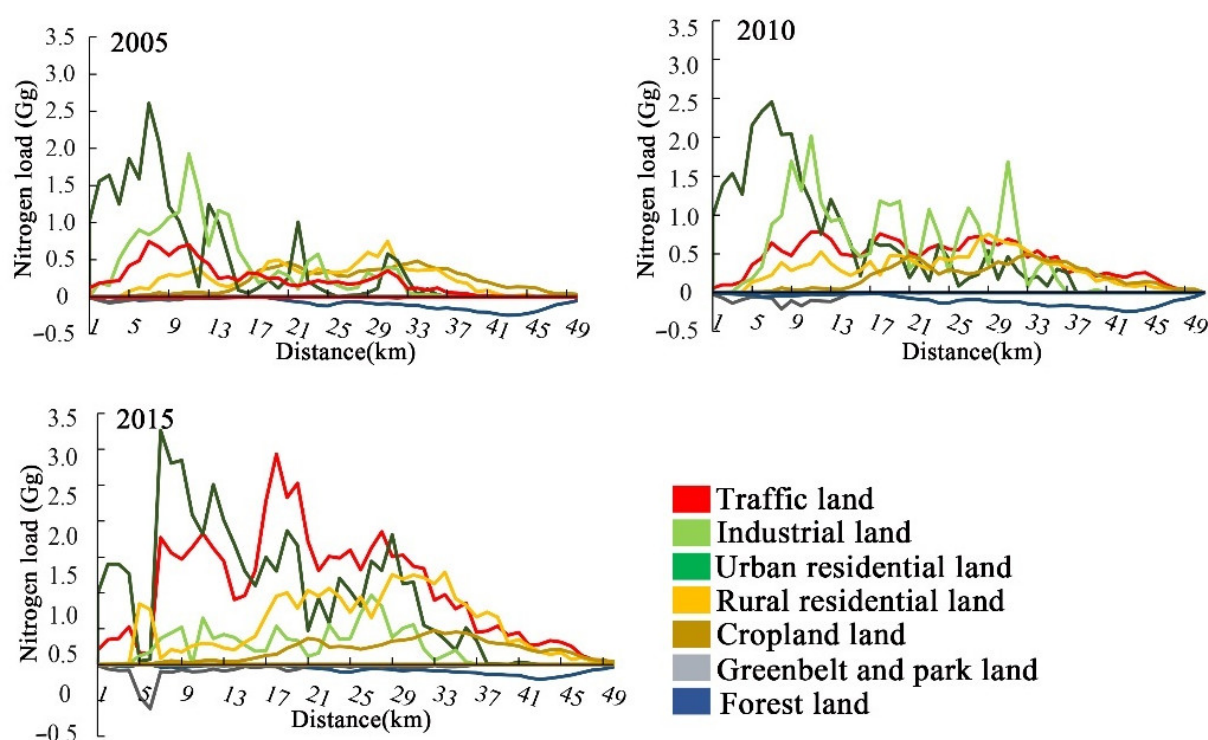 2005
Nitrogen load (Gg)
3.5
3.0
2.5
2.0
1.5
1.0
0.5
0
−0.5
1 5 9 13 17 21 25 29 33 37 41 45 49
Distance(km)
2010
Nitrogen load (Gg)
3.5
3.0
2.5
2.0
1.5
1.0
0.5
0
−0.5
1 5 9 13 17 21 25 29 33 37 41 45 49
Distance(km)
2015
Nitrogen load (Gg)
3.5
3.0
2.5
2.0
1.5
1.0
0.5
0
−0.5
1 5 9 13 17 21 25 29 33 37 41 45 49
Distance(km)
Traffic land
Industrial land
Urban residential land
Rural residential land
Cropland land
Greenbelt and park land
Forest land